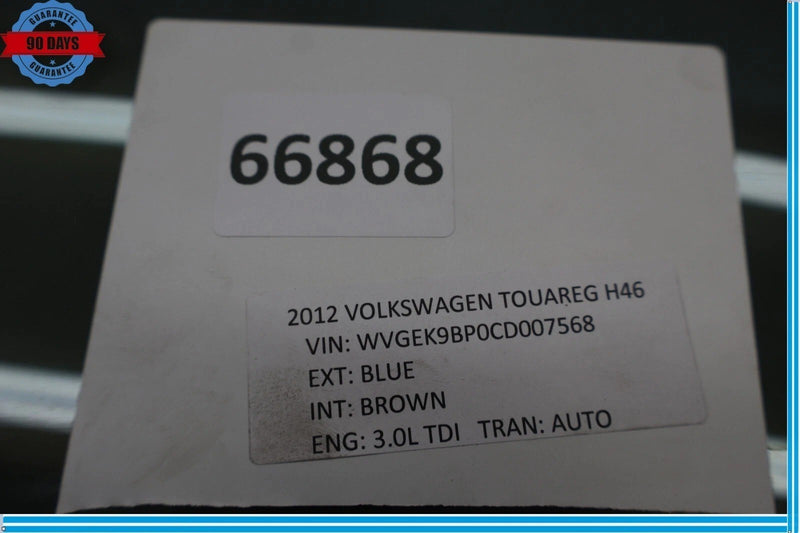 GUARANTEE
90 DAYS
GUARANTEE
66868
2012 VOLKSWAGEN TOUAREG H46
VIN: WVGEK9BP0CD007568
EXT: BLUE
INT: BROWN
ENG: 3.0L TDI TRAN: AUTO